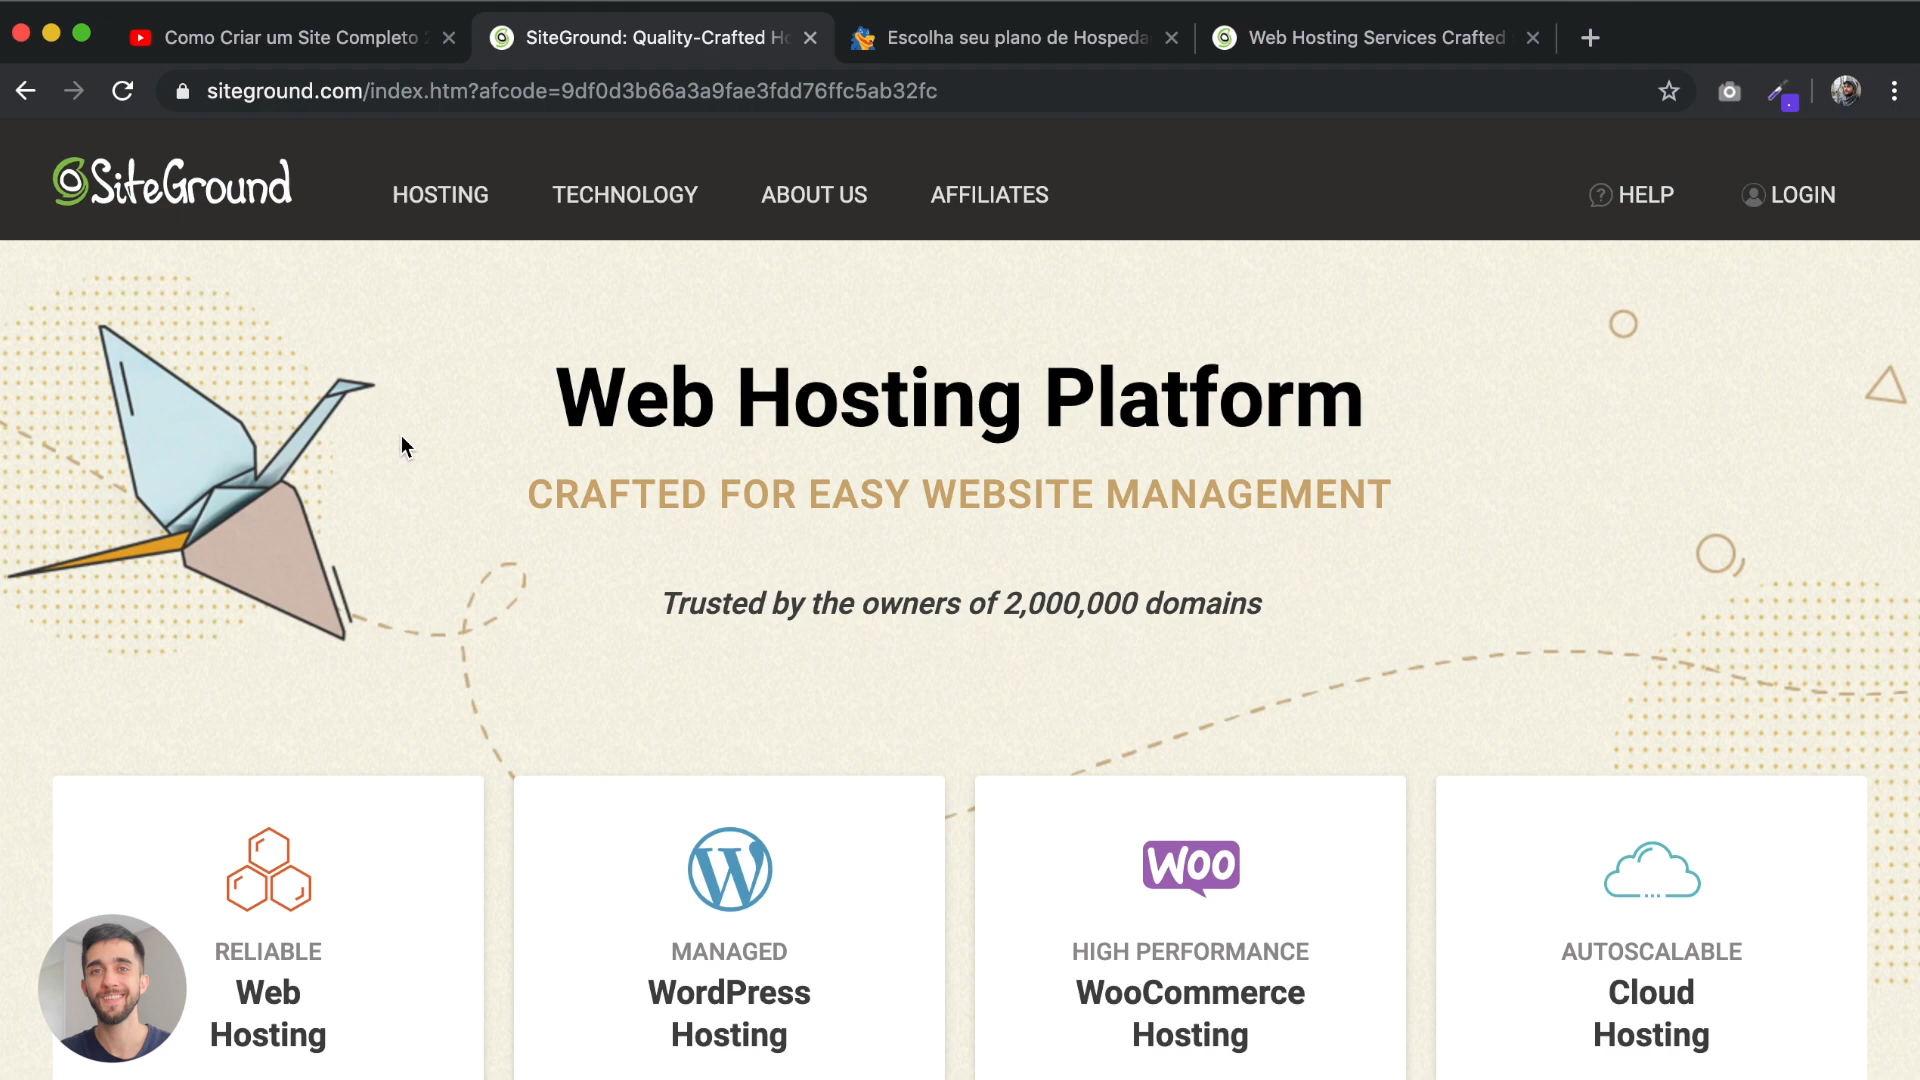 Como Criar um Site Completo
SiteGround: Quality-Crafted Ho
Escolha seu plano de Hospeda
Web Hosting Services Crafted
siteground.com/index.htm?afcode=9df0d3b66a3a9fae3fdd76ffc5ab32fc
SiteGround
HOSTING
TECHNOLOGY
ABOUT US
AFFILIATES
? HELP
LOGIN
Web Hosting Platform
CRAFTED FOR EASY WEBSITE MANAGEMENT
Trusted by the owners of 2,000,000 domains
RELIABLE
Web
Hosting
MANAGED
WordPress
Hosting
WOO
HIGH PERFORMANCE
WooCommerce
Hosting
AUTOSCALABLE
Cloud
Hosting